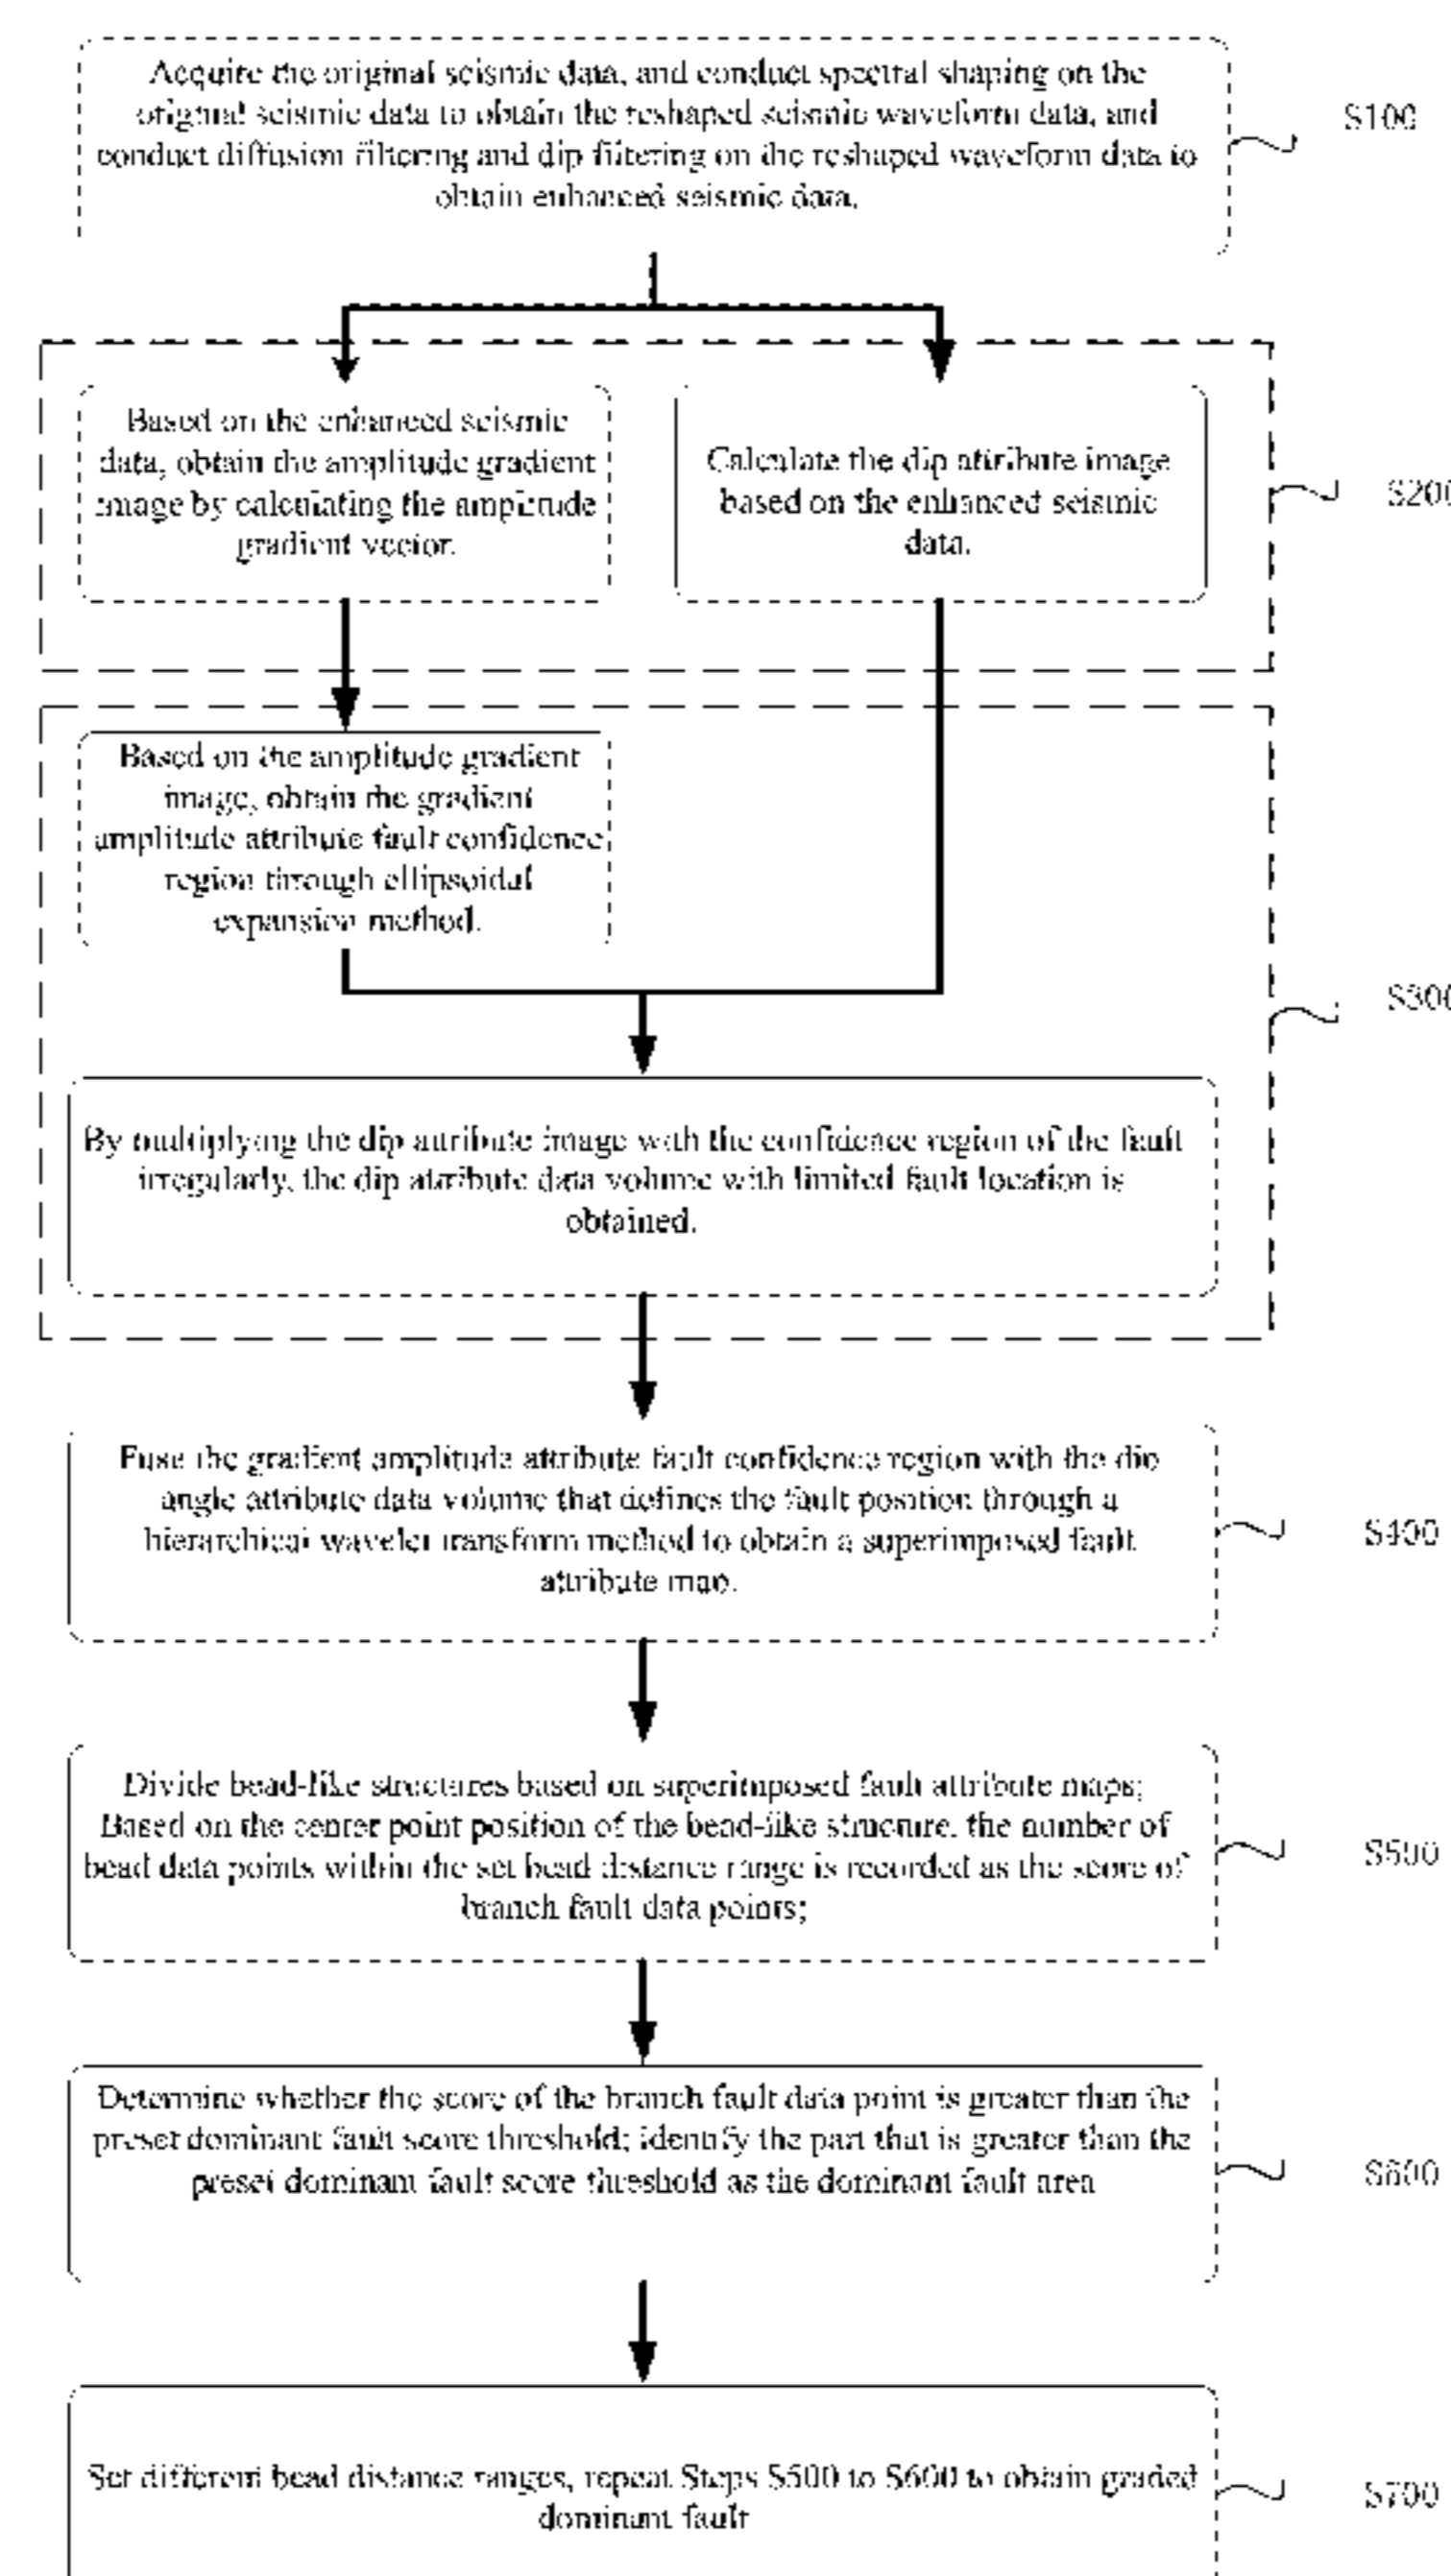 Acquire the original seismic data, and conduct spectral shaping on the
original seismic data to obtain the reshaped seismic waveform data, and
conduct diffusion filtering and dip filtering on the reshaped waveform data to
obtain enhanced seismic data.
S100
Based on the enhanced seismic
data, obtain the amplitude gradient
image by calculating the amplitude
gradient vector.
Calculate the dip attribute image
based on the enhanced seismic
data.
S200
Based on the amplitude gradient
image, obtain the gradient
amplitude attribute fault confidence
region through ellipsoidal
expansion method.
S300
By multiplying the dip attribute image with the confidence region of the fault
irregularly, the dip attribute data volume with limited fault location is
obtained.
Fuse the gradient amplitude attribute fault confidence region with the dip
angle attribute data volume that defines the fault position through a
hierarchical wavelet transform method to obtain a superimposed fault
attribute map.
S400
Divide bead-like structures based on superimposed fault attribute maps;
Based on the center point position of the bead-like structure, the number of
bead data points within the set bead distance range is recorded as the score of
branch fault data points;
S500
Determine whether the score of the branch fault data point is greater than the
preset dominant fault score threshold; identify the part that is greater than the
preset dominant fault score threshold as the dominant fault area
S600
Set different bead distance ranges, repeat Steps S500 to S600 to obtain graded
dominant fault
S700